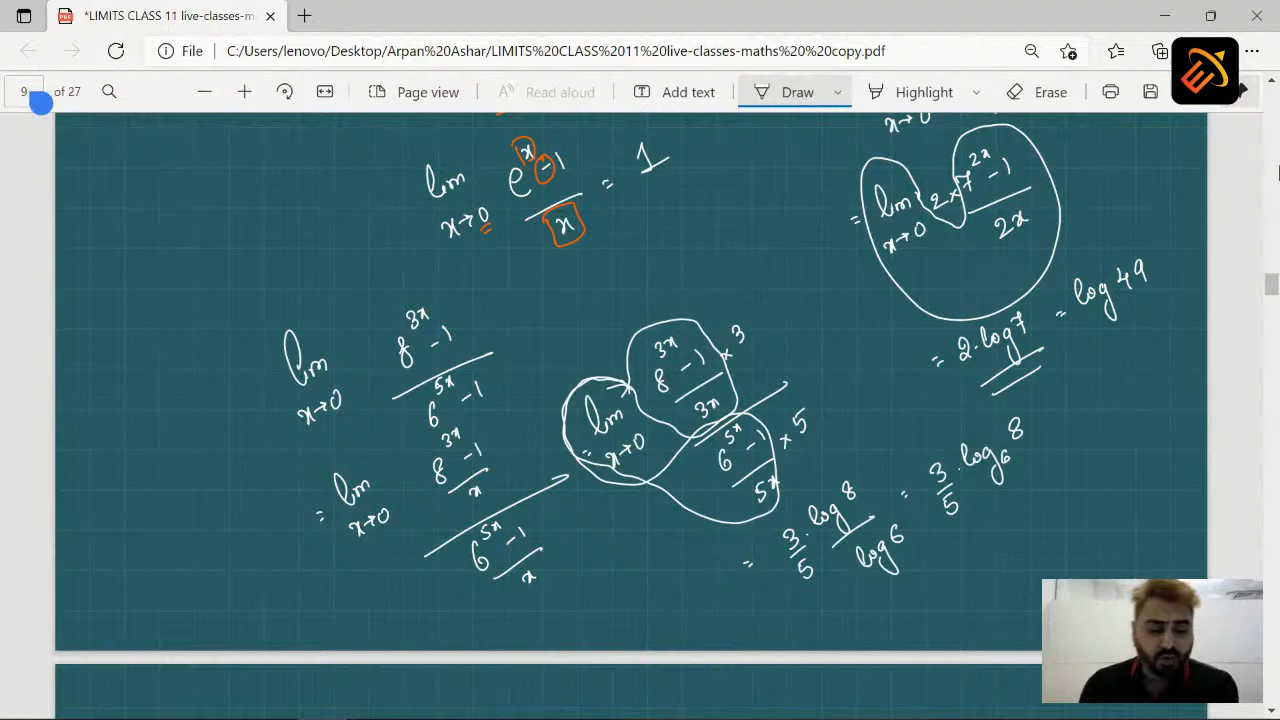 *LIMITS CLASS 11 live-classes-m
File C:/Users/lenovo/Desktop/Arpan%20Ashar/LIMITS%20CLASS%2011%20live-classes-maths%20%20copy.pdf
9 of 27 Page view Read aloud Add text Draw Highlight Erase
x→0
lim x→0 (e^x - 1)/x = 1
= lim x→0 2 × (7^2x - 1)/2x
= 2·log7 = log 49
lim x→0 (8^3x - 1)/(6^5x - 1)
= lim x→0 ((8^3x - 1)/x)/((6^5x - 1)/x)
= lim x→0 ((8^3x - 1)/3x × 3)/((6^5x - 1)/5x × 5)
= 3/5 · log8/log6 = 3/5 · log₆8